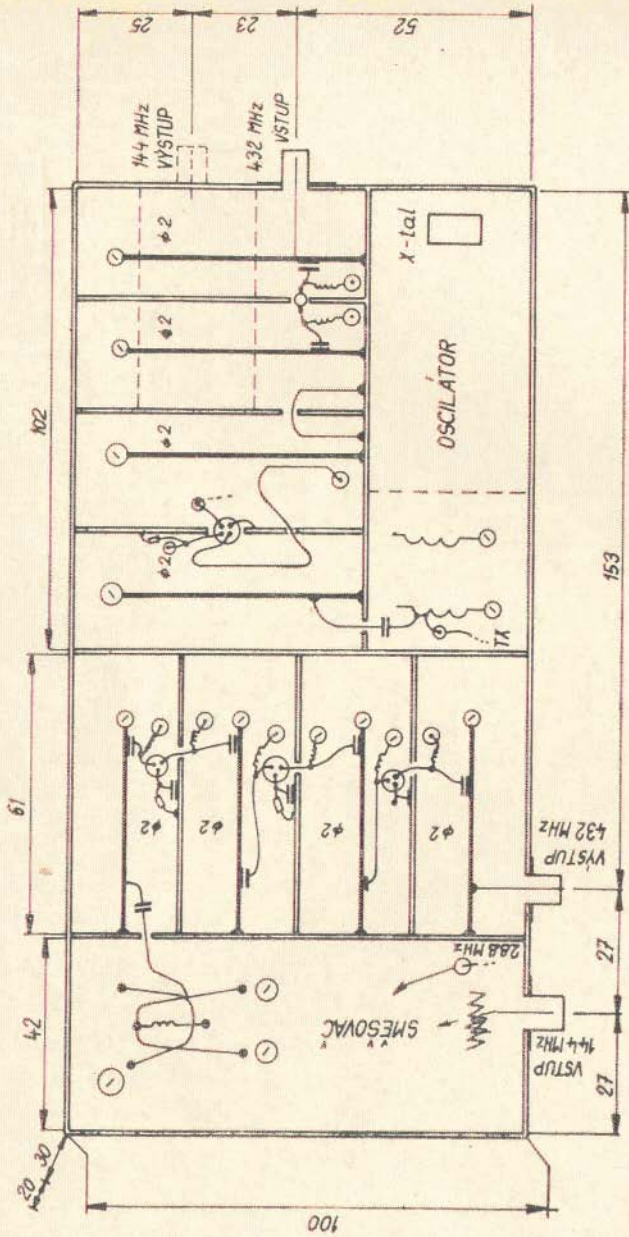 25
23
52
144 MHz
VÝSTUP
432 MHz
VSTUP
102
φ2
φ2
φ2
φ2
X-tal
OSCILÁTOR
TX
153
61
φ2
φ2
φ2
φ2
VÝSTUP
432 MHz
27
42
SMĚŠOVAČ
288 MHz
VSTUP
144 MHz
27
20
30
100